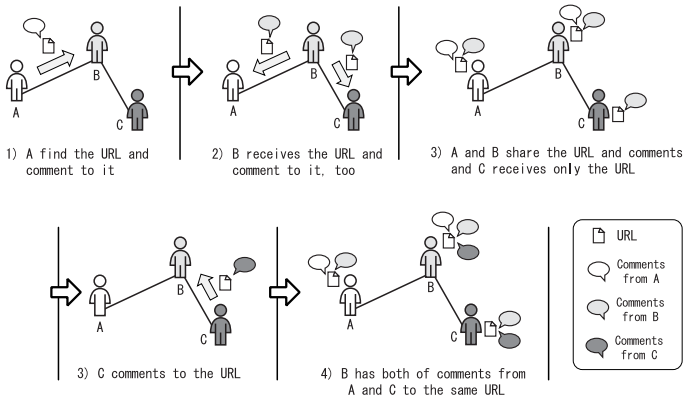 A
B
C
1) A find the URL and
comment to it
A
B
C
2) B receives the URL and
comment to it, too
A
B
C
3) A and B share the URL and comments
and C receives only the URL
A
B
C
3) C comments to the URL
A
B
C
4) B has both of comments from
A and C to the same URL
URL
Comments
from A
Comments
from B
Comments
from C